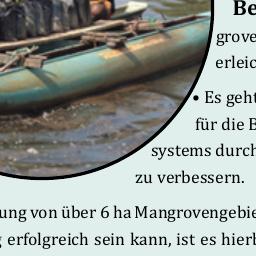 Be
grove
erleic
• Es geht
für die B
systems durch
zu verbessern.
ung von über 6 ha Mangrovengebie
erfolgreich sein kann, ist es hierb